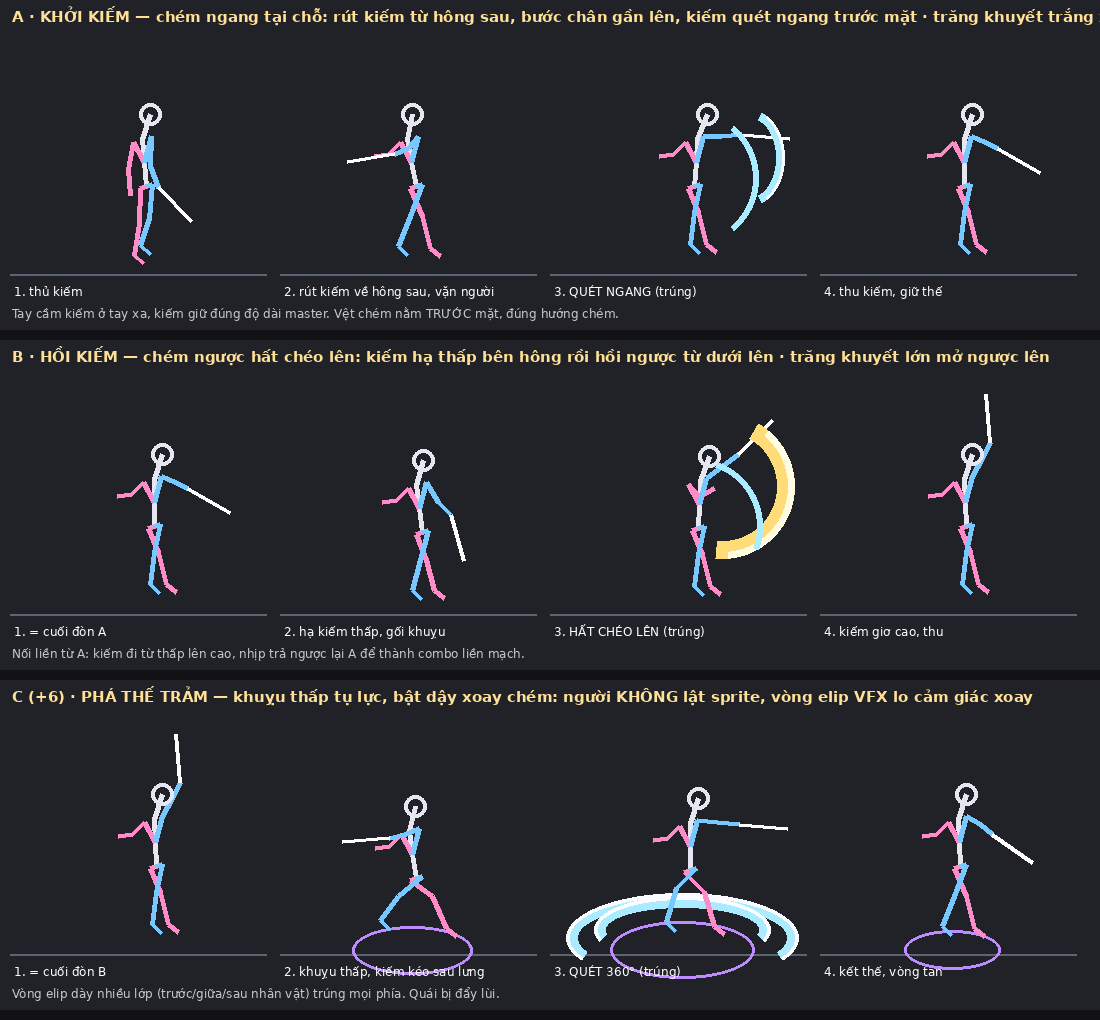 A · KHỞI KIẾM — chém ngang tại chỗ: rút kiếm từ hông sau, bước chân gần lên, kiếm quét ngang trước mặt · trăng khuyết trắng
1. thủ kiếm
2. rút kiếm về hông sau, vặn người
3. QUÉT NGANG (trúng)
4. thu kiếm, giữ thế
Tay cầm kiếm ở tay xa, kiếm giữ đúng độ dài master. Vệt chém nằm TRƯỚC mặt, đúng hướng chém.
B · HỒI KIẾM — chém ngược hất chéo lên: kiếm hạ thấp bên hông rồi hồi ngược từ dưới lên · trăng khuyết lớn mở ngược lên
1. = cuối đòn A
2. hạ kiếm thấp, gối khuỵu
3. HẤT CHÉO LÊN (trúng)
4. kiếm giơ cao, thu
Nối liền từ A: kiếm đi từ thấp lên cao, nhịp trả ngược lại A để thành combo liền mạch.
C (+6) · PHÁ THẾ TRẢM — khuỵu thấp tụ lực, bật dậy xoay chém: người KHÔNG lật sprite, vòng elip VFX lo cảm giác xoay
1. = cuối đòn B
2. khuỵu thấp, kiếm kéo sau lưng
3. QUÉT 360° (trúng)
4. kết thế, vòng tan
Vòng elip dày nhiều lớp (trước/giữa/sau nhân vật) trúng mọi phía. Quái bị đẩy lùi.